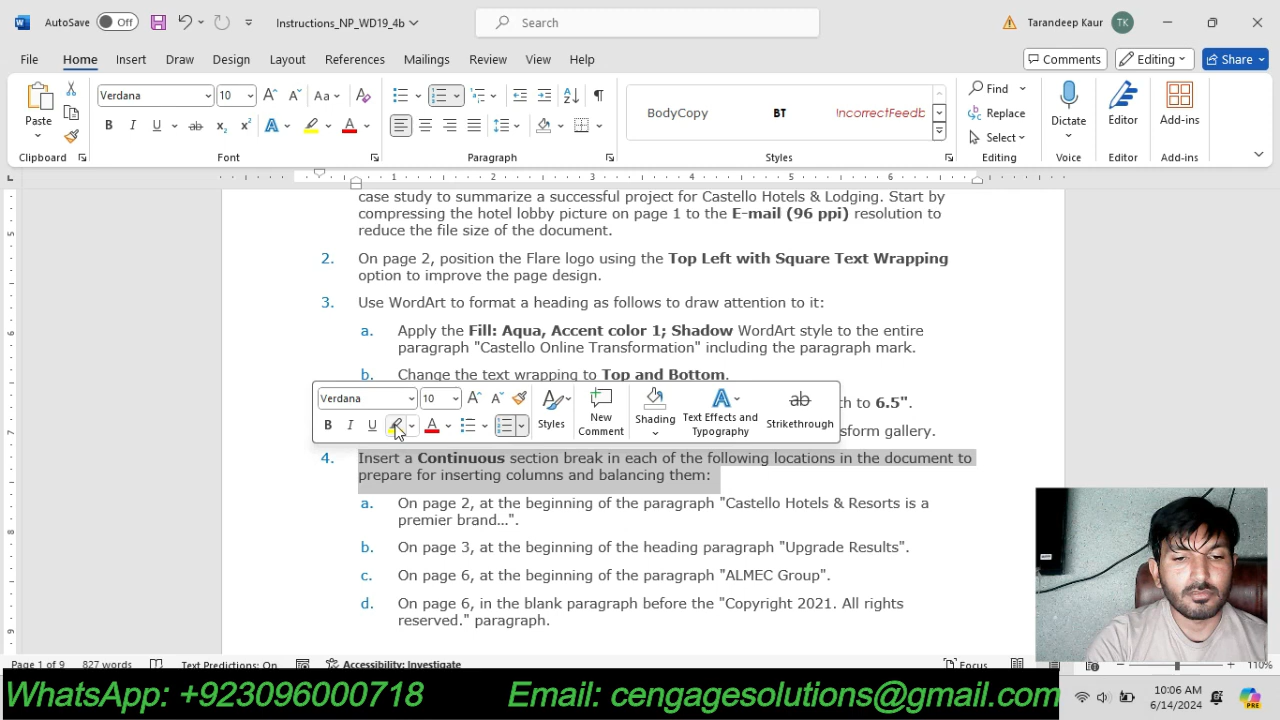 AutoSave Off Instructions_NP_WD19_4b Search Tarandeep Kaur TK
File Home Insert Draw Design Layout References Mailings Review View Help Comments Editing Share
Verdana 10 Aa Find
Paste BodyCopy BT IncorrectFeedb Replace Dictate Editor Add-ins
B I U ab x₂ x² A A Select
Clipboard Font Paragraph Styles Editing Voice Editor Add-ins
1 2 3 4 5 6
case study to summarize a successful project for Castello Hotels & Lodging. Start by
compressing the hotel lobby picture on page 1 to the E-mail (96 ppi) resolution to
reduce the file size of the document.
2. On page 2, position the Flare logo using the Top Left with Square Text Wrapping
option to improve the page design.
3. Use WordArt to format a heading as follows to draw attention to it:
a. Apply the Fill: Aqua, Accent color 1; Shadow WordArt style to the entire
paragraph "Castello Online Transformation" including the paragraph mark.
b. Change the text wrapping to Top and Bottom.
Verdana 10 th to 6.5".
B I U A Styles New Comment Shading Text Effects and Typography ab Strikethrough sform gallery.
4. Insert a Continuous section break in each of the following locations in the document to
prepare for inserting columns and balancing them:
a. On page 2, at the beginning of the paragraph "Castello Hotels & Resorts is a
premier brand…".
b. On page 3, at the beginning of the heading paragraph "Upgrade Results".
c. On page 6, at the beginning of the paragraph "ALMEC Group".
d. On page 6, in the blank paragraph before the "Copyright 2021. All rights
reserved." paragraph.
Page 1 of 9 827 words Text Predictions: On Accessibility: Investigate Focus 110%
WhatsApp: +923096000718 Email: cengagesolutions@gmail.com
10:06 AM
6/14/2024
PRE